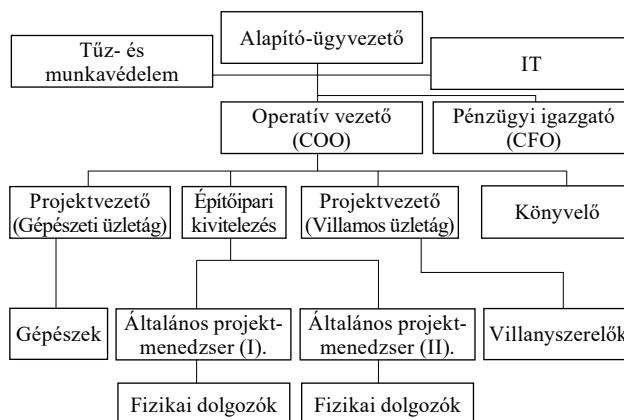 Alapító-ügyvezető
Tűz- és
munkavédelem
IT
Operatív vezető
(COO)
Pénzügyi igazgató
(CFO)
Projektvezető
(Gépészeti üzletág)
Építőipari
kivitelezés
Projektvezető
(Villamos üzletág)
Könyvelő
Gépészek
Általános projekt-
menedzser (I).
Általános projekt-
menedzser (II).
Villanyszerelők
Fizikai dolgozók
Fizikai dolgozók